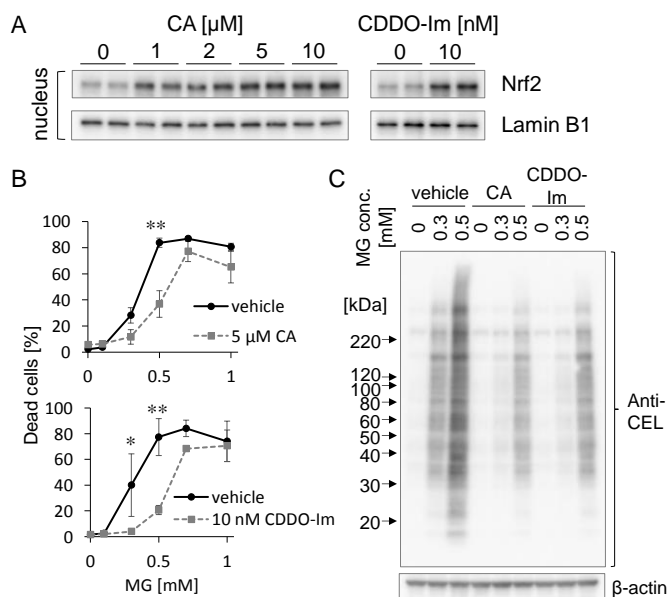 A
CA [µM]
CDDO-Im [nM]
0 1 2 5 10
0 10
nucleus
Nrf2
Lamin B1
B
100
80
60
40
20
0
**
vehicle
5 µM CA
0 0.5 1
Dead cells [%]
100
80
60
40
20
0
*
**
vehicle
10 nM CDDO-Im
0 0.5 1
MG [mM]
C
MG conc.
[mM]
vehicle
CA
CDDO-
Im
0 0.3 0.5 0 0.3 0.5 0 0.3 0.5
[kDa]
220
120
100
80
60
50
40
30
20
Anti-
CEL
β-actin